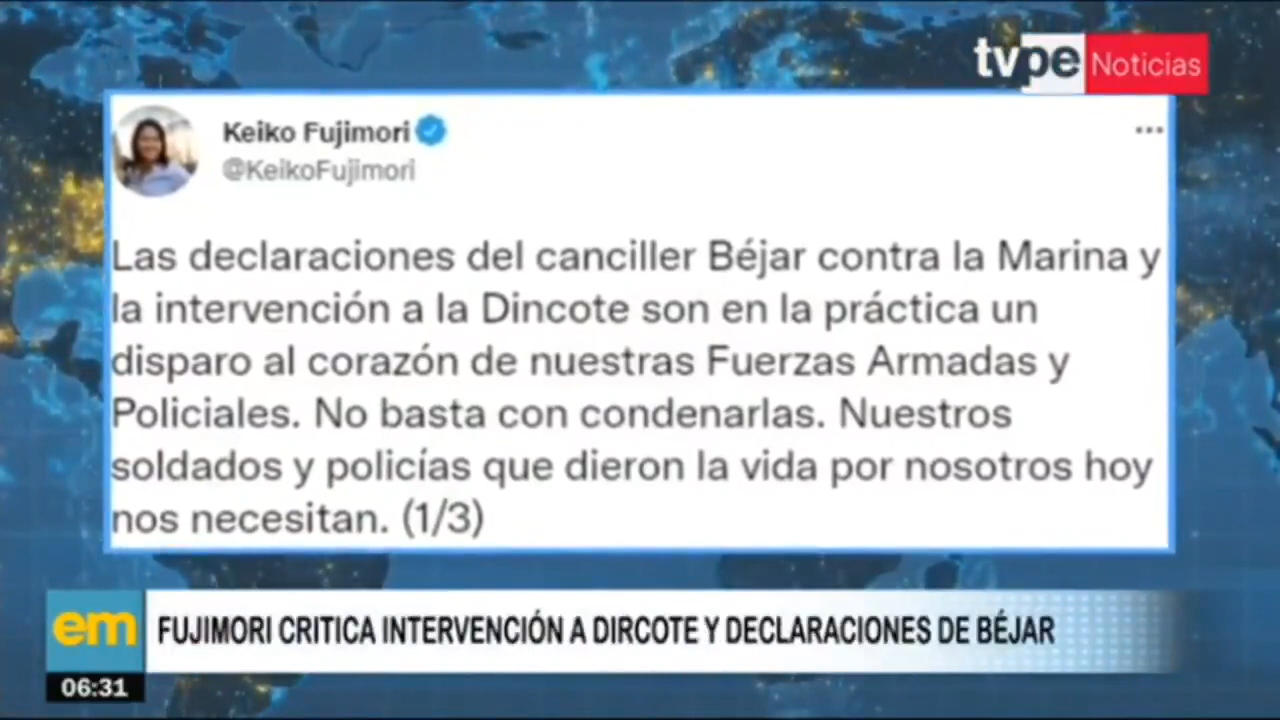 tvpe Noticias
Keiko Fujimori
@KeikoFujimori
Las declaraciones del canciller Béjar contra la Marina y
la intervención a la Dincote son en la práctica un
disparo al corazón de nuestras Fuerzas Armadas y
Policiales. No basta con condenarlas. Nuestros
soldados y policías que dieron la vida por nosotros hoy
nos necesitan. (1/3)
em
FUJIMORI CRITICA INTERVENCIÓN A DIRCOTE Y DECLARACIONES DE BÉJAR
06:31